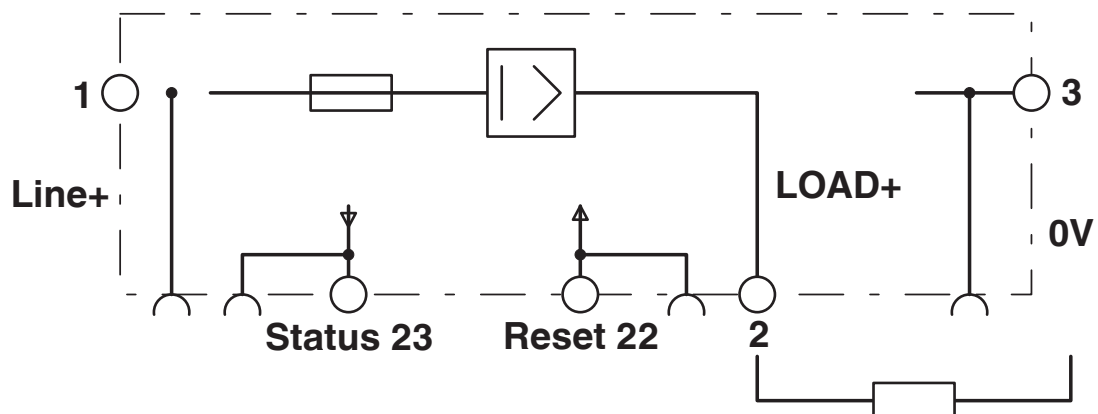 1
3
Line+
LOAD+
0V
Status 23
Reset 22
2